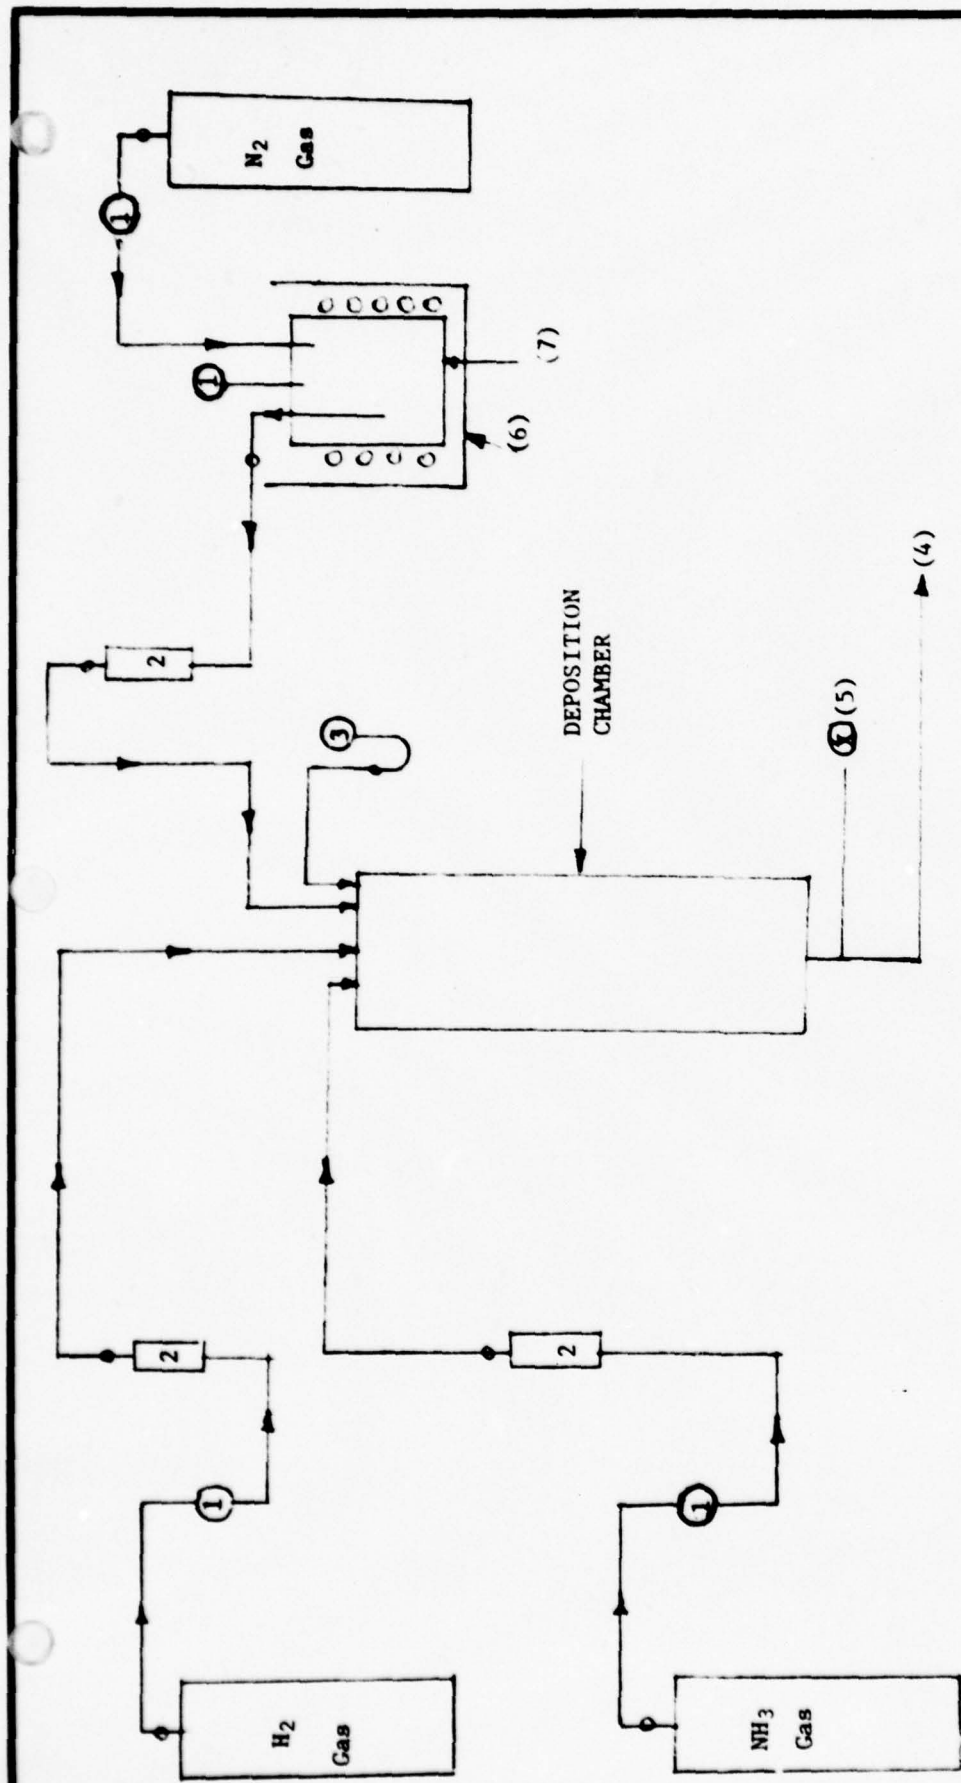 H2
Gas
1
2
NH3
Gas
1
2
DEPOSITION
CHAMBER
3
2
1
1
N2
Gas
(4)
(5)
(6)
(7)